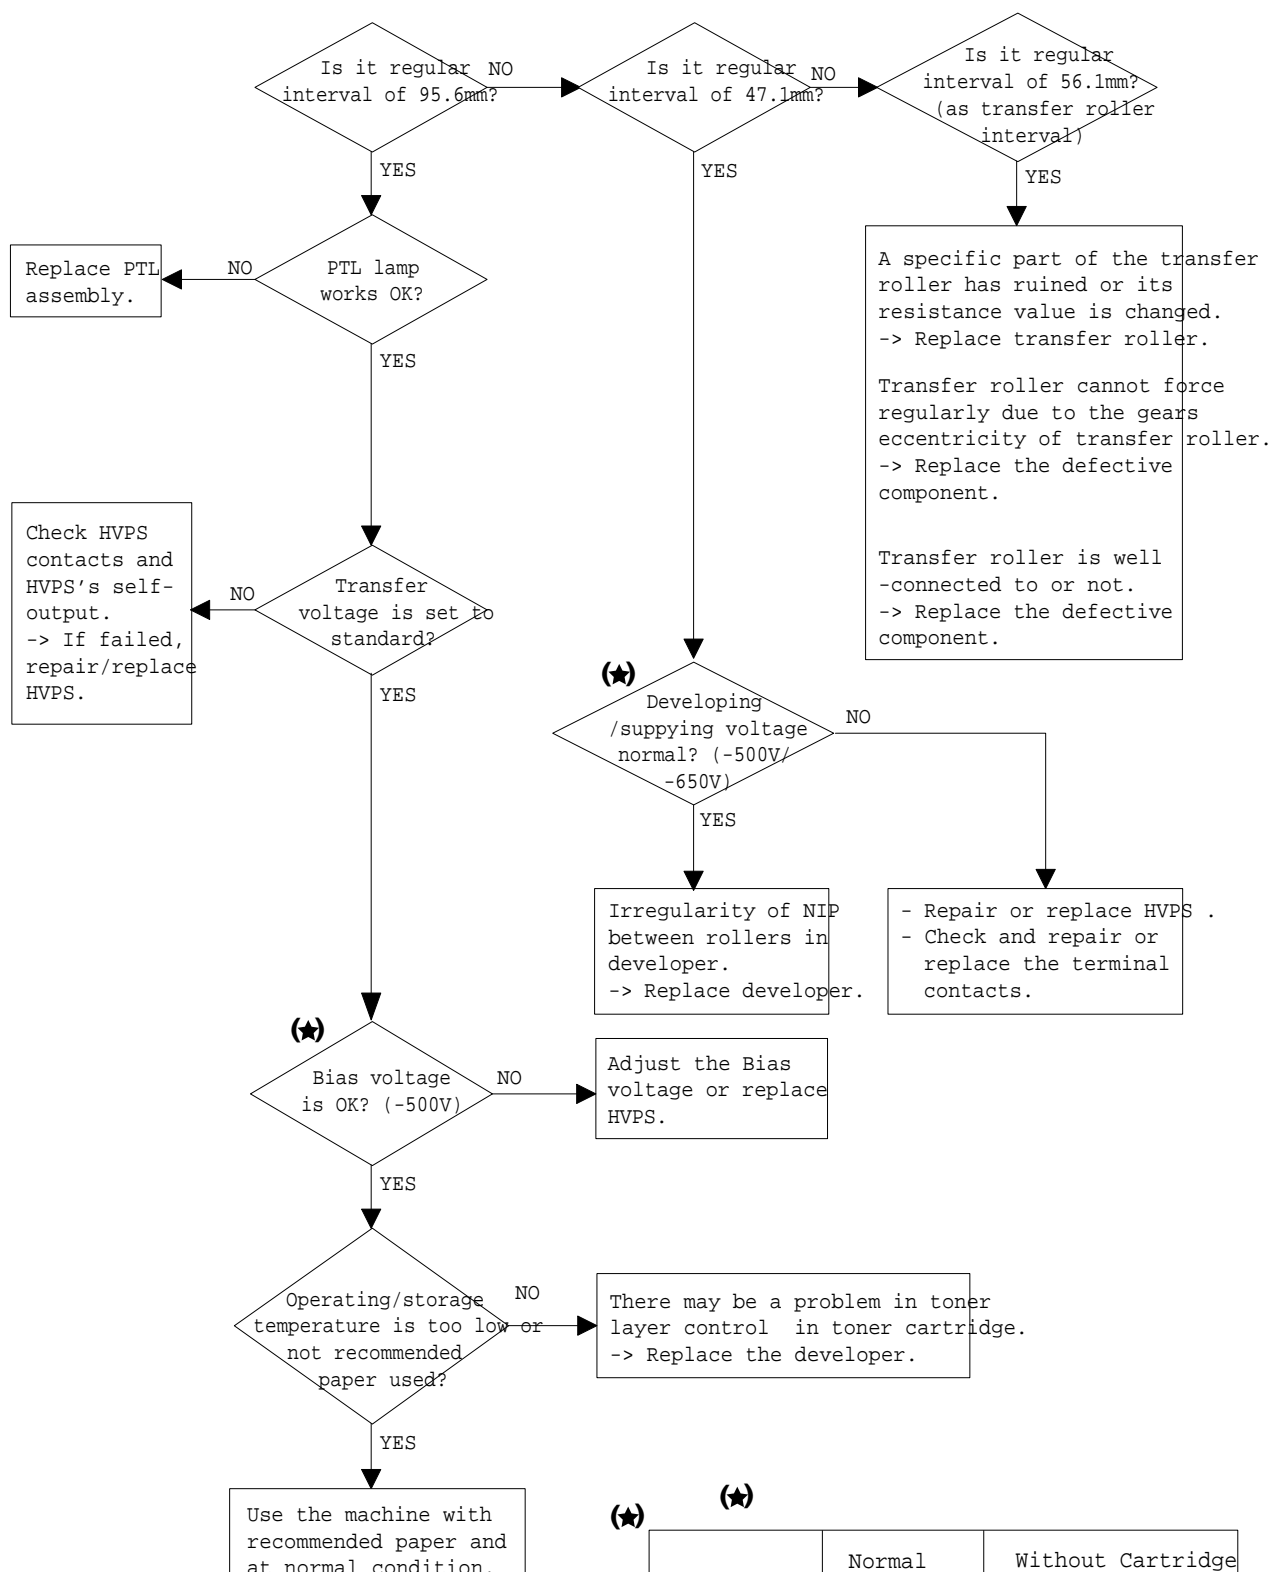 Is it regular
interval of 95.6mm?
NO
Is it regular
interval of 47.1mm?
NO
Is it regular
interval of 56.1mm?
(as transfer roller
interval)
YES
YES
YES
Replace PTL
assembly.
NO
PTL lamp
works OK?
YES
A specific part of the transfer
roller has ruined or its
resistance value is changed.
-> Replace transfer roller.
Transfer roller cannot force
regularly due to the gears
eccentricity of transfer roller.
-> Replace the defective
component.
Transfer roller is well
-connected to or not.
-> Replace the defective
component.
Check HVPS
contacts and
HVPS's self-
output.
-> If failed,
repair/replace
HVPS.
NO
Transfer
voltage is set to
standard?
YES
(★)
Developing
/suppying voltage
normal? (-500V/
-650V)
NO
YES
Irregularity of NIP
between rollers in
developer.
-> Replace developer.
- Repair or replace HVPS .
- Check and repair or
replace the terminal
contacts.
(★)
Bias voltage
is OK? (-500V)
NO
Adjust the Bias
voltage or replace
HVPS.
YES
Operating/storage
temperature is too low or
not recommended
paper used?
NO
There may be a problem in toner
layer control  in toner cartridge.
-> Replace the developer.
YES
Use the machine with
recommended paper and
at normal condition.
(★)
(★)
Normal
Without Cartridge